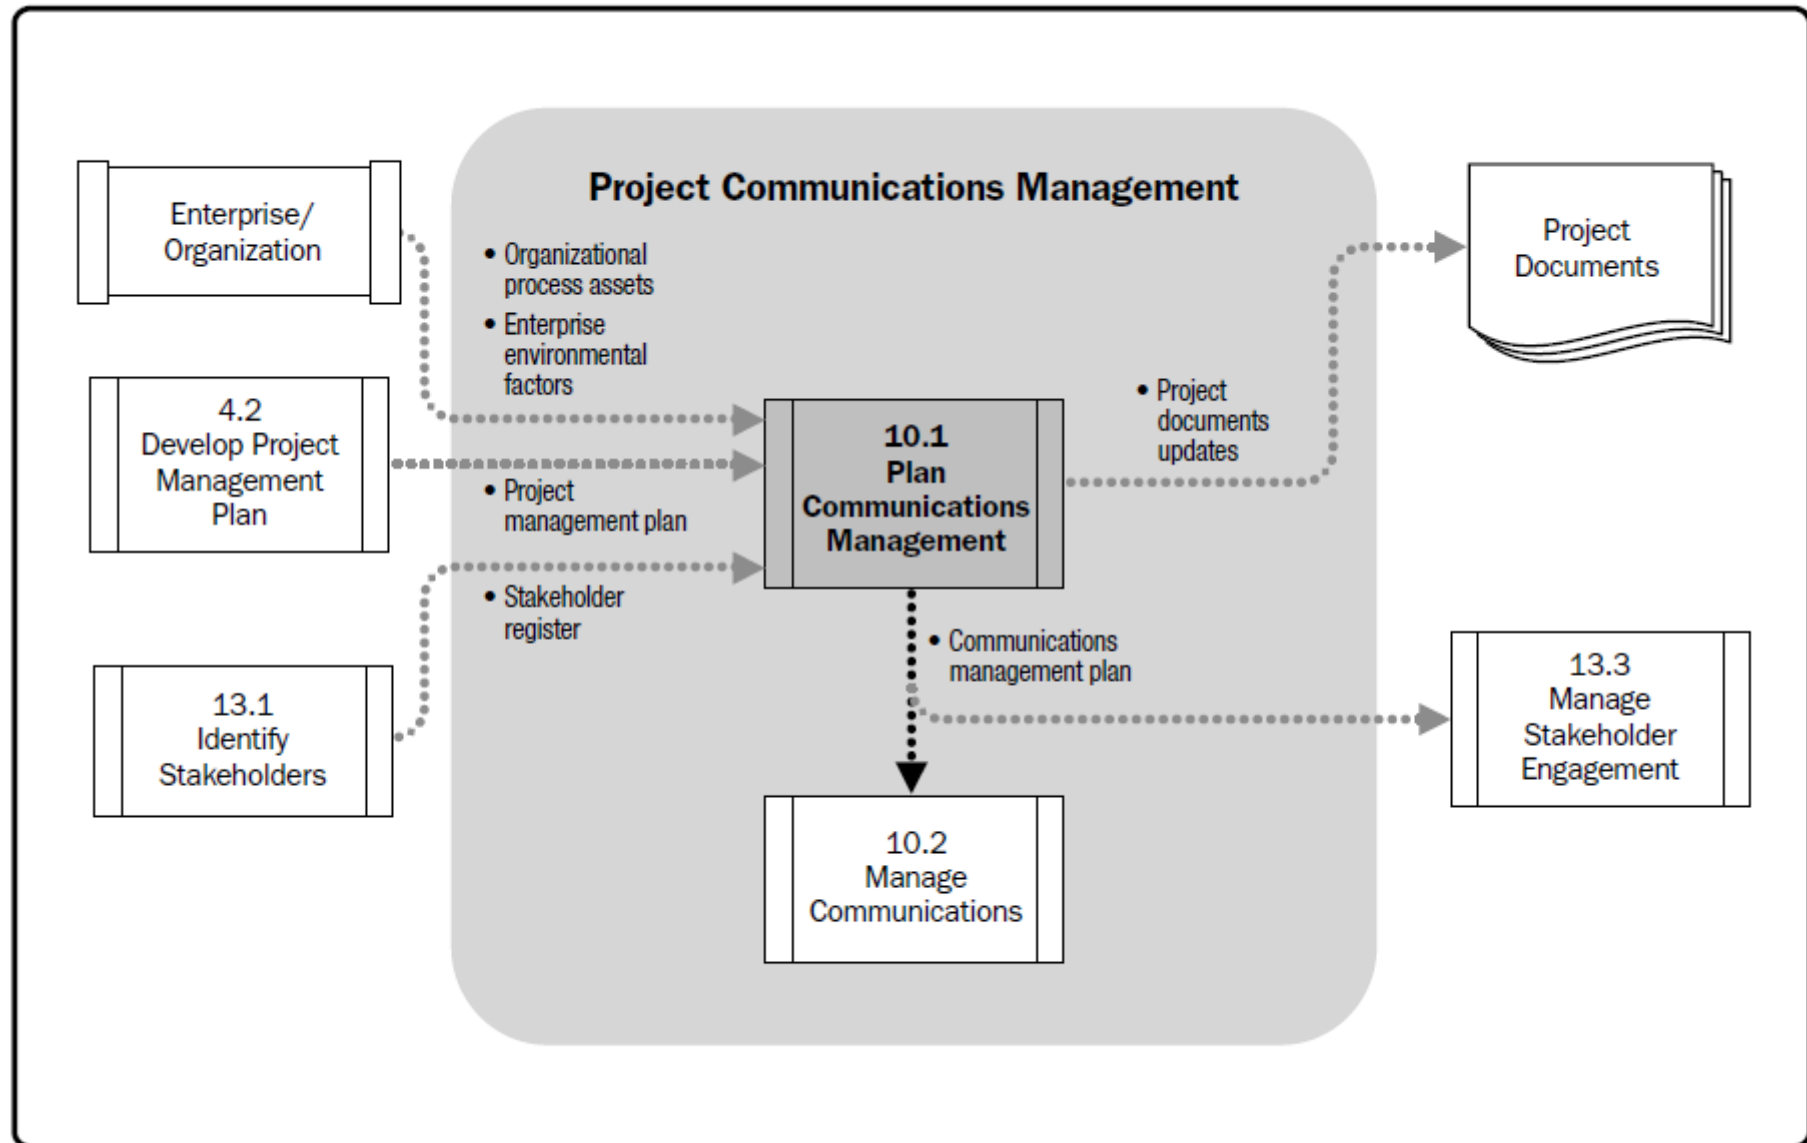 Project Communications Management
Enterprise/
Organization
• Organizational
process assets
• Enterprise
environmental
factors
Project
Documents
4.2
Develop Project
Management
Plan
• Project
management plan
10.1
Plan
Communications
Management
• Project
documents
updates
• Stakeholder
register
13.1
Identify
Stakeholders
• Communications
management plan
13.3
Manage
Stakeholder
Engagement
10.2
Manage
Communications